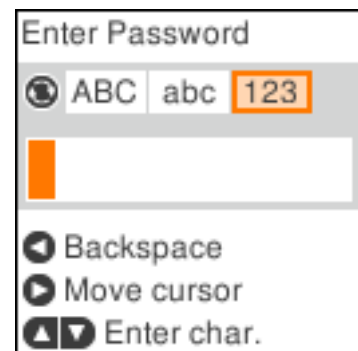 Enter Password
ABC abc 123
Backspace
Move cursor
Enter char.